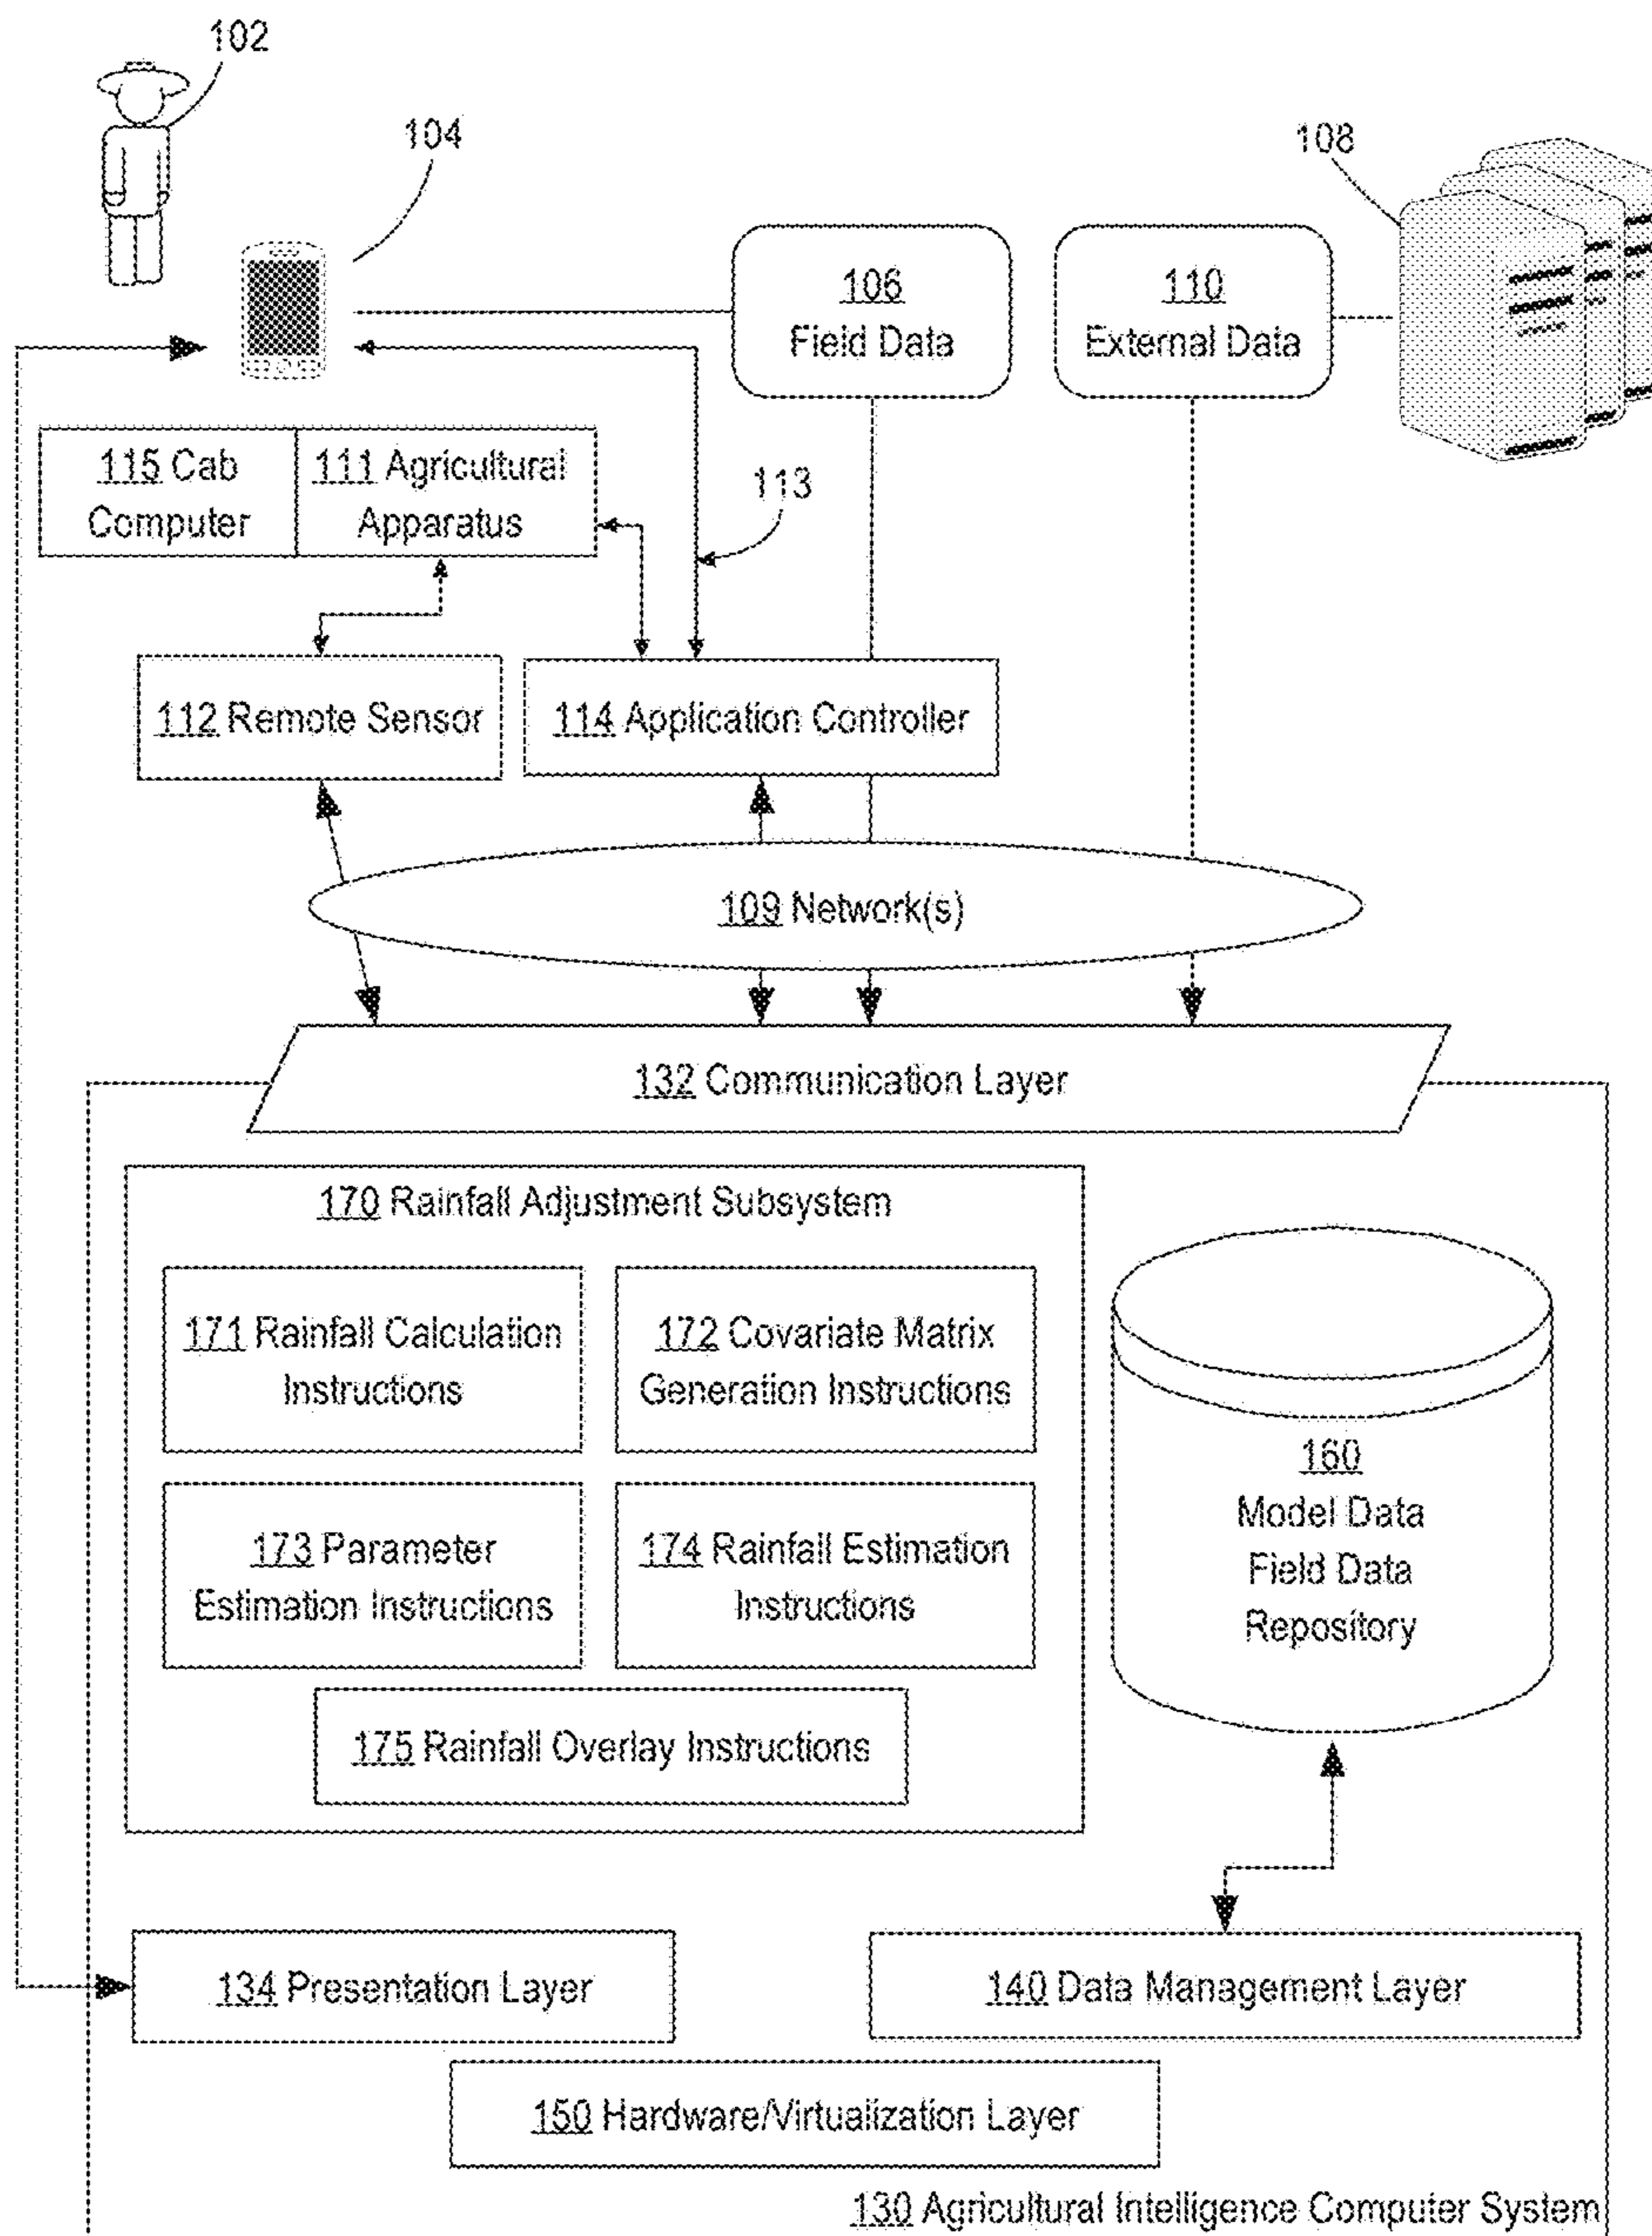 102
104
108
106
Field Data
110
External Data
115 Cab
Computer
111 Agricultural
Apparatus
113
112 Remote Sensor
114 Application Controller
109 Network(s)
132 Communication Layer
170 Rainfall Adjustment Subsystem
171 Rainfall Calculation
Instructions
172 Covariate Matrix
Generation Instructions
173 Parameter
Estimation Instructions
174 Rainfall Estimation
Instructions
175 Rainfall Overlay Instructions
160
Model Data
Field Data
Repository
134 Presentation Layer
140 Data Management Layer
150 Hardware/Virtualization Layer
130 Agricultural Intelligence Computer System